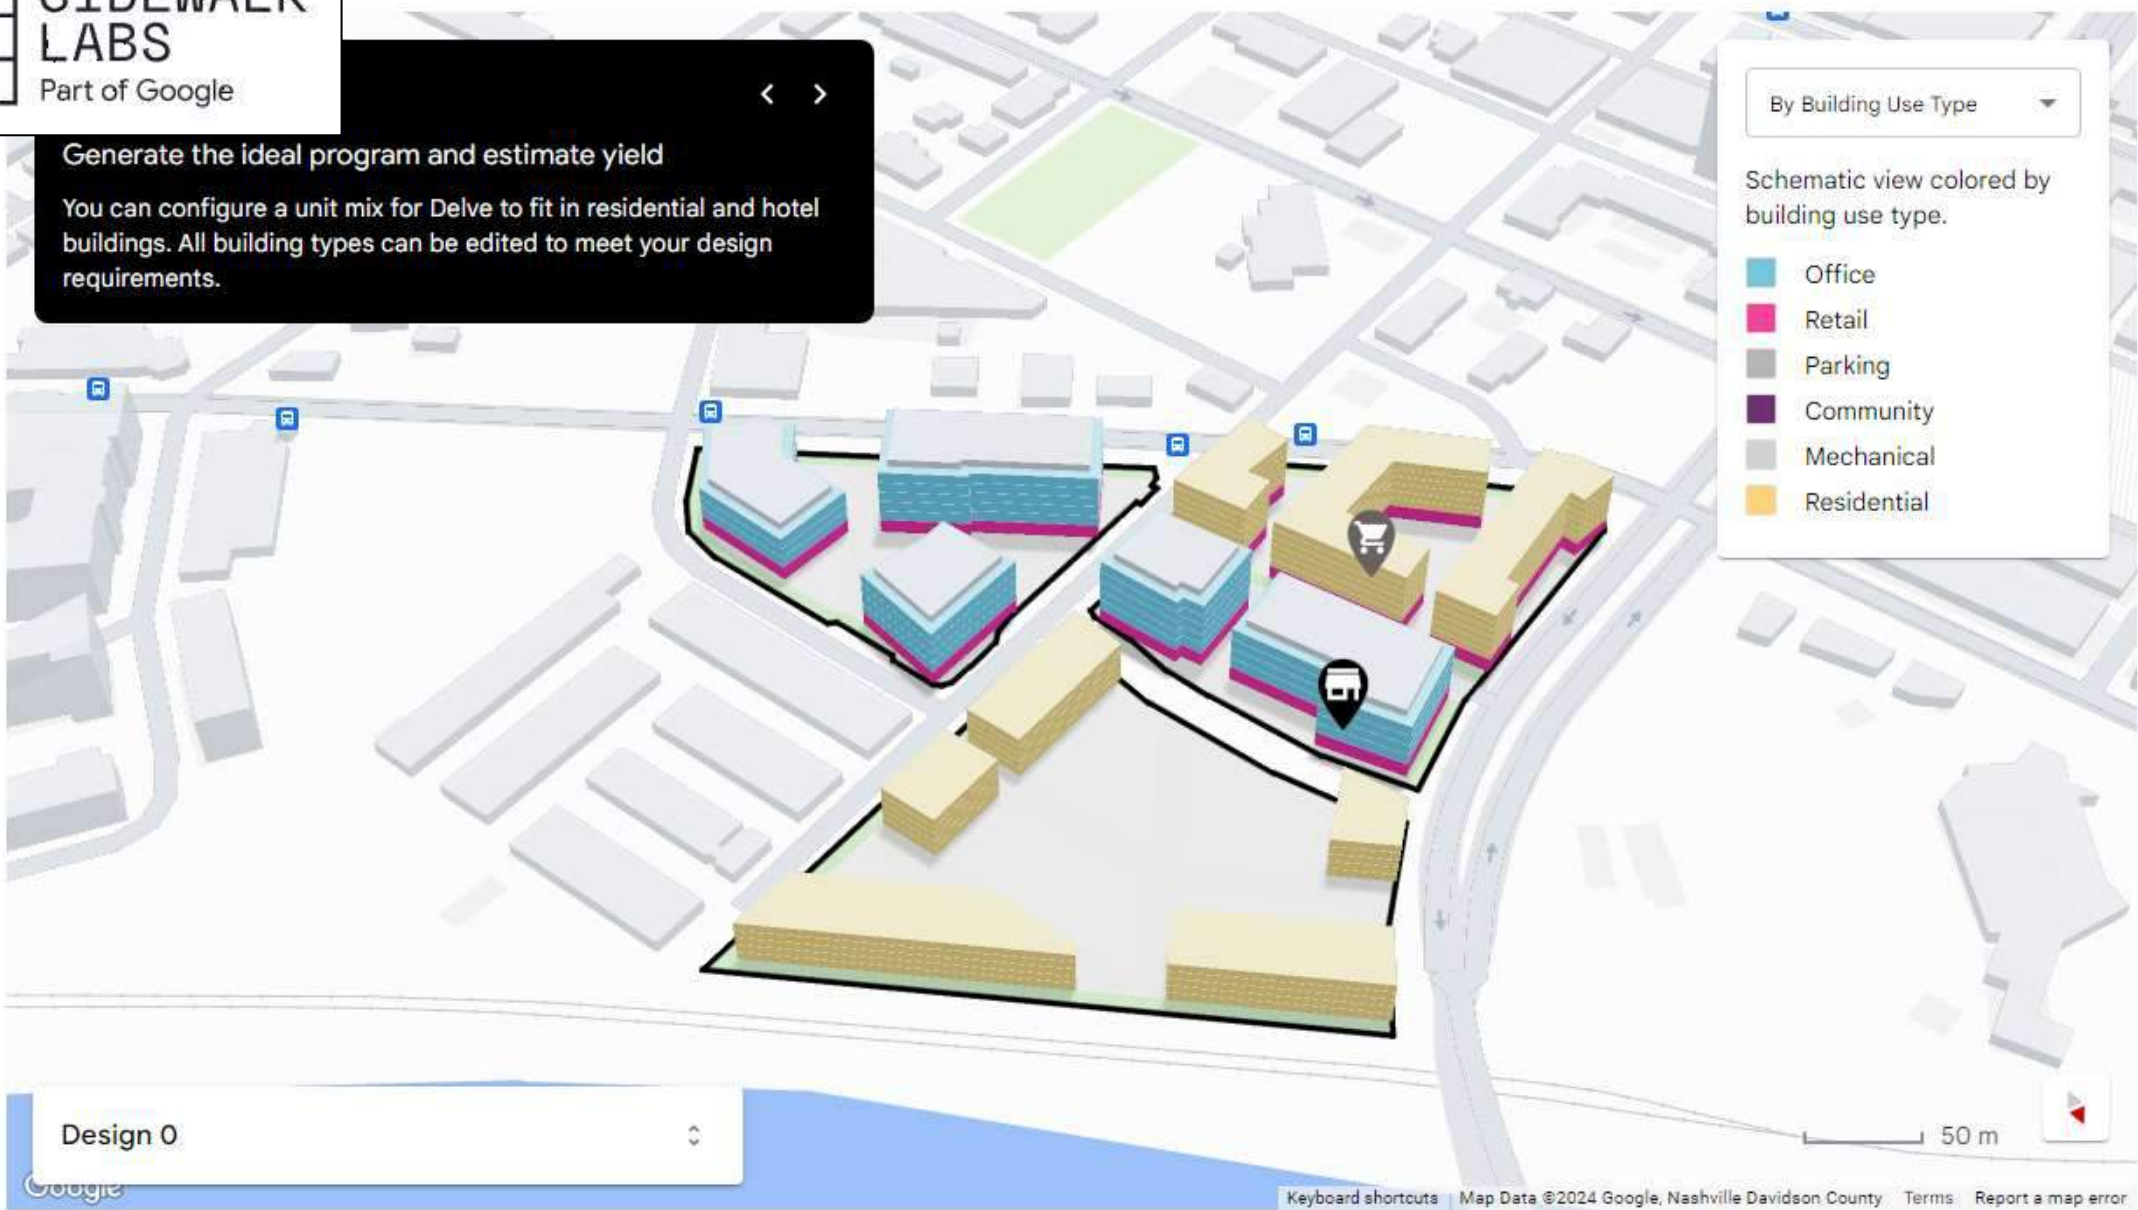 SIDEWALK
LABS
Part of Google
Generate the ideal program and estimate yield
You can configure a unit mix for Delve to fit in residential and hotel
buildings. All building types can be edited to meet your design
requirements.
By Building Use Type
Schematic view colored by
building use type.
Office
Retail
Parking
Community
Mechanical
Residential
Design 0
50 m
Google
Keyboard shortcuts Map Data ©2024 Google, Nashville Davidson County Terms Report a map error